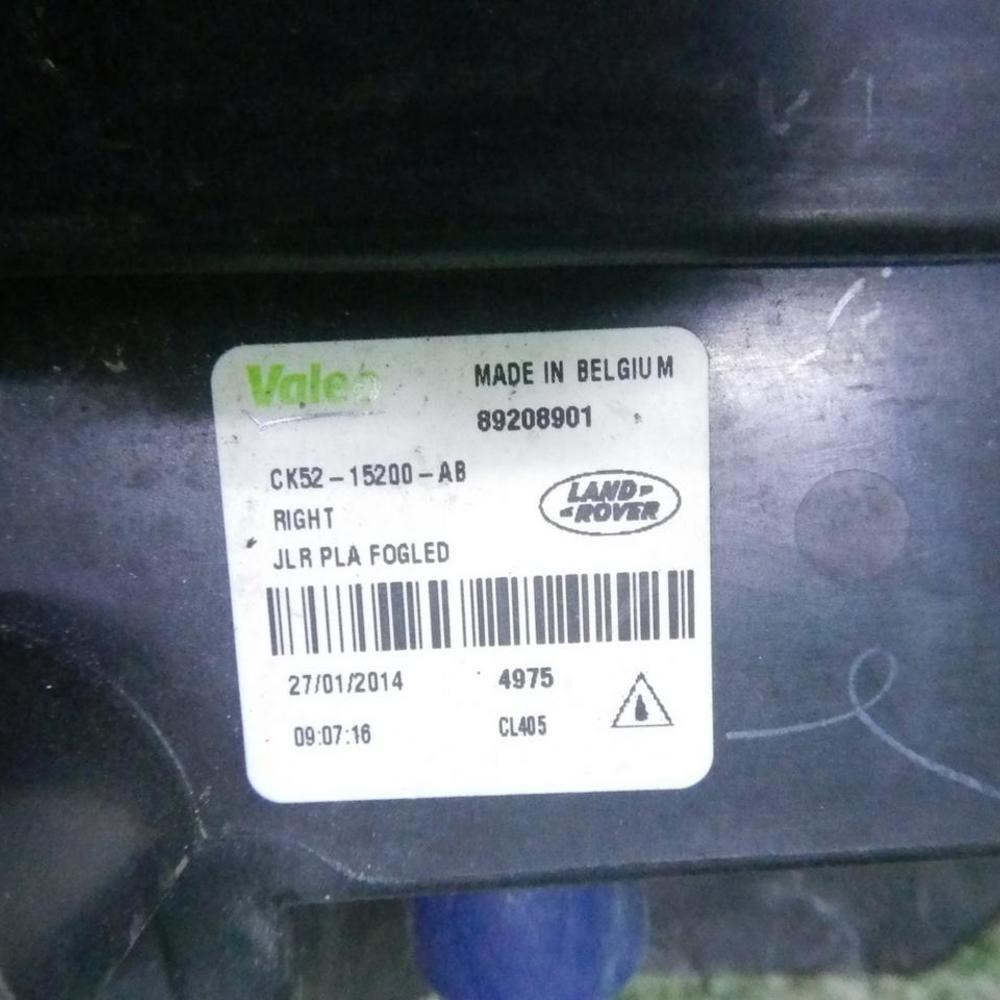 Valeo
MADE IN BELGIUM
89208901
CK52-15200-AB
RIGHT
JLR PLA FOGLED
LAND
ROVER
27/01/2014
4975
09:07:16
CL405